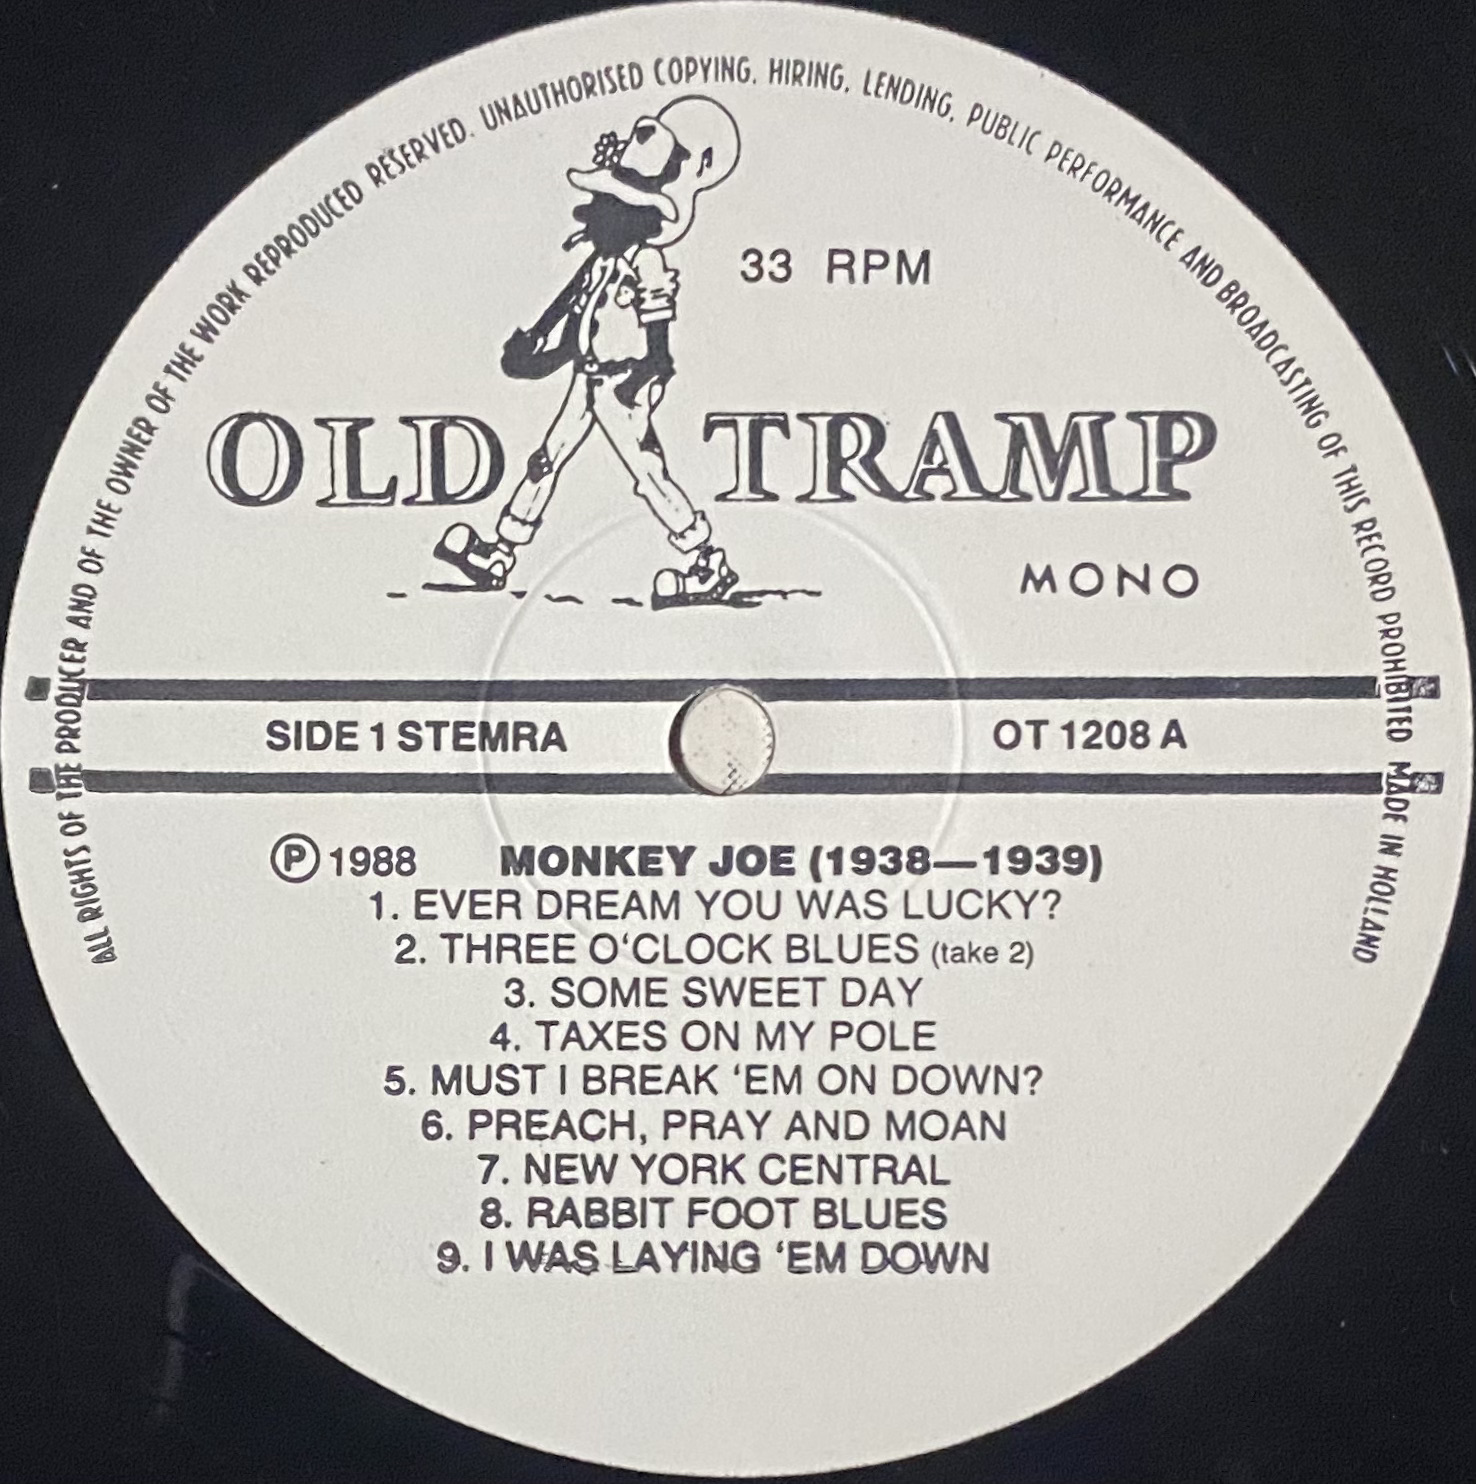 ALL RIGHTS OF THE PRODUCER AND OF THE OWNER OF THE WORK REPRODUCED RESERVED. UNAUTHORISED COPYING, HIRING, LENDING, PUBLIC PERFORMANCE AND BROADCASTING OF THIS RECORD PROHIBITED MADE IN HOLLAND
33 RPM
OLD TRAMP
MONO
SIDE 1 STEMRA OT 1208 A
Ⓟ 1988 MONKEY JOE (1938—1939)
1. EVER DREAM YOU WAS LUCKY?
2. THREE O‘CLOCK BLUES (take 2)
3. SOME SWEET DAY
4. TAXES ON MY POLE
5. MUST I BREAK ‘EM ON DOWN?
6. PREACH, PRAY AND MOAN
7. NEW YORK CENTRAL
8. RABBIT FOOT BLUES
9. I WAS LAYING ‘EM DOWN